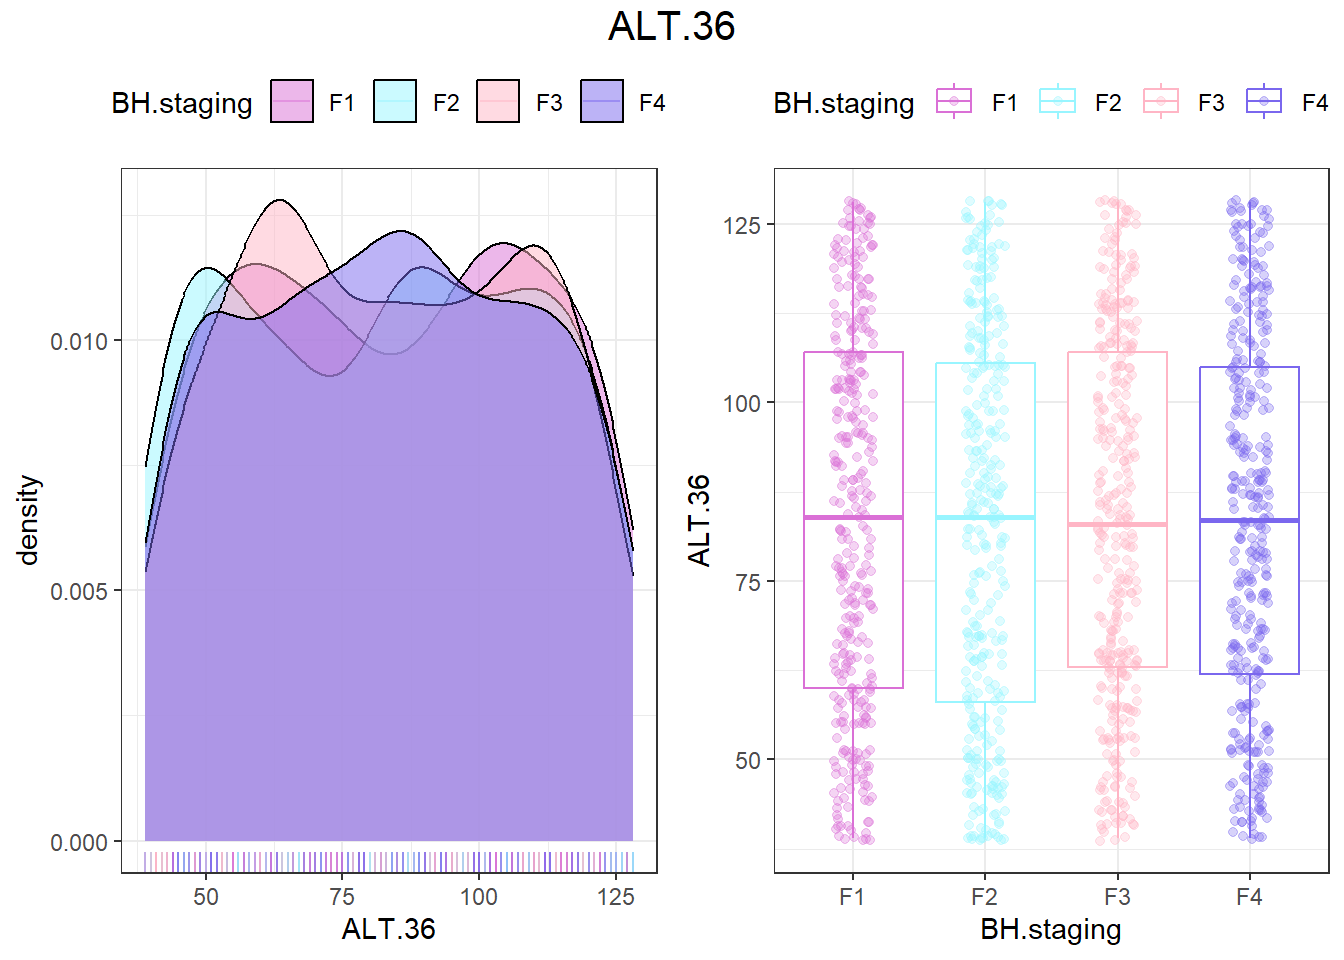 ALT.36
BH.staging F1 F2 F3 F4
BH.staging F1 F2 F3 F4
density
0.010
0.005
0.000
50 75 100 125
ALT.36
ALT.36
125
100
75
50
F1 F2 F3 F4
BH.staging